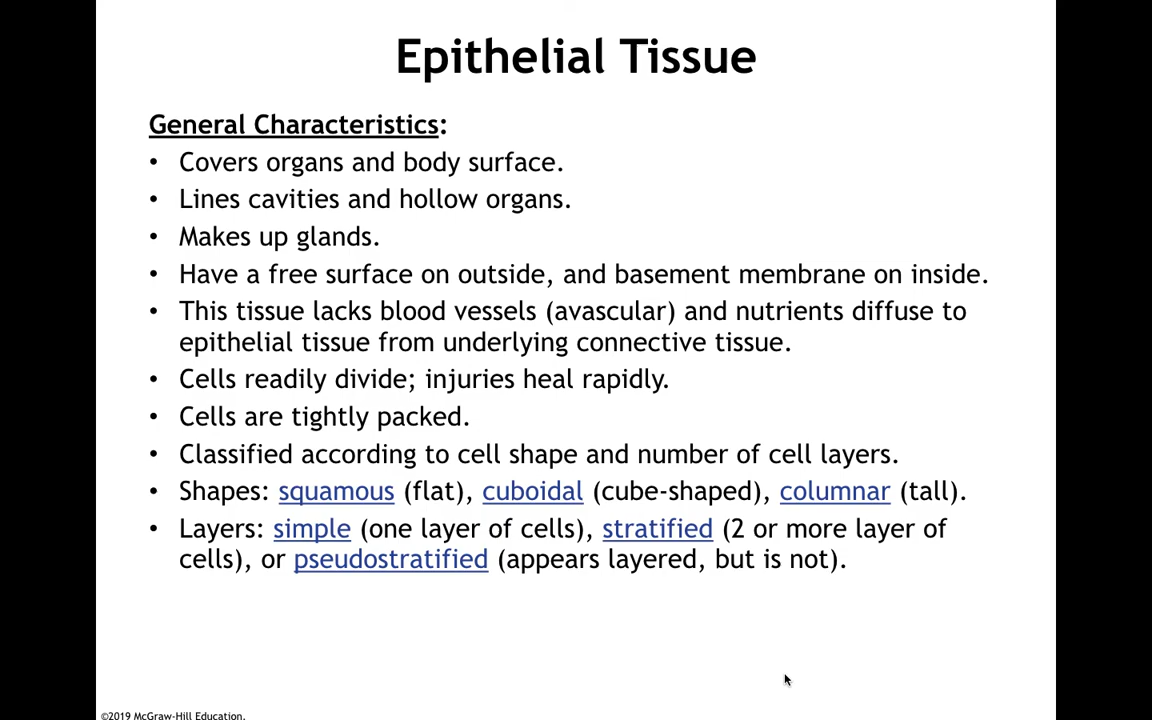 Epithelial Tissue
General Characteristics:
• Covers organs and body surface.
• Lines cavities and hollow organs.
• Makes up glands.
• Have a free surface on outside, and basement membrane on inside.
• This tissue lacks blood vessels (avascular) and nutrients diffuse to
epithelial tissue from underlying connective tissue.
• Cells readily divide; injuries heal rapidly.
• Cells are tightly packed.
• Classified according to cell shape and number of cell layers.
• Shapes: squamous (flat), cuboidal (cube-shaped), columnar (tall).
• Layers: simple (one layer of cells), stratified (2 or more layer of
cells), or pseudostratified (appears layered, but is not).
©2019 McGraw-Hill Education.